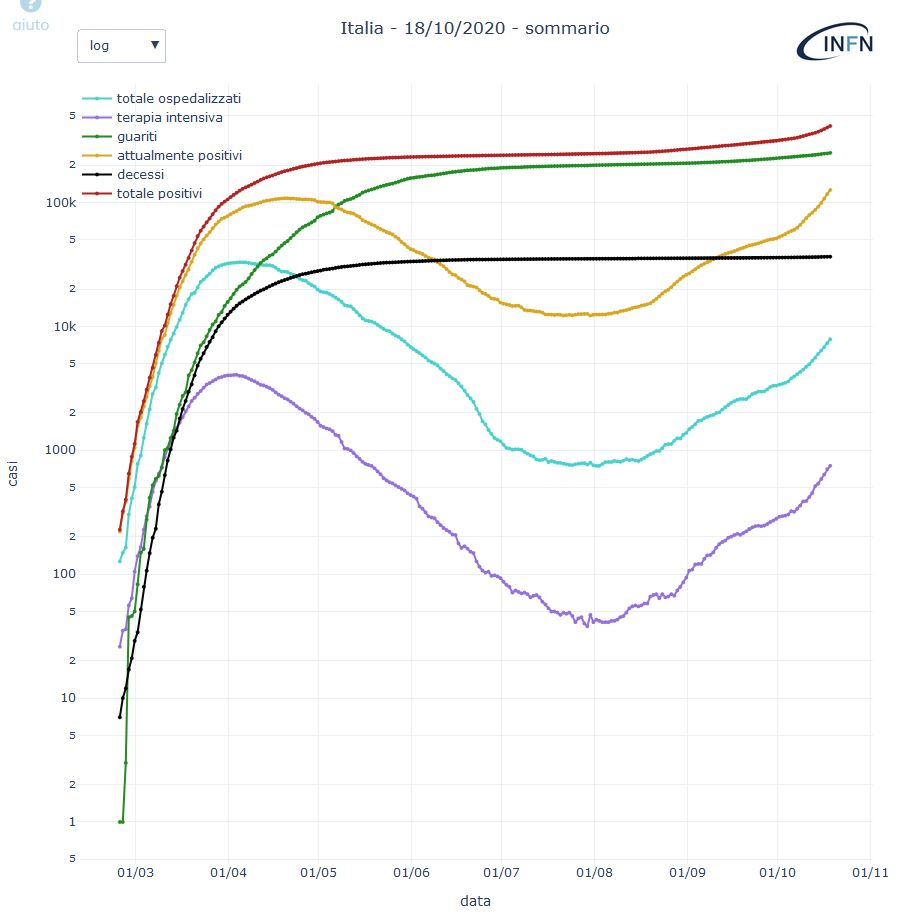 ?
aiuto
log ▼
Italia - 18/10/2020 - sommario
INFN
totale ospedalizzati
terapia intensiva
guariti
attualmente positivi
decessi
totale positivi
5
2
100k
5
2
10k
5
2
1000
5
2
100
5
2
10
5
2
1
5
casi
01/03 01/04 01/05 01/06 01/07 01/08 01/09 01/10 01/11
data